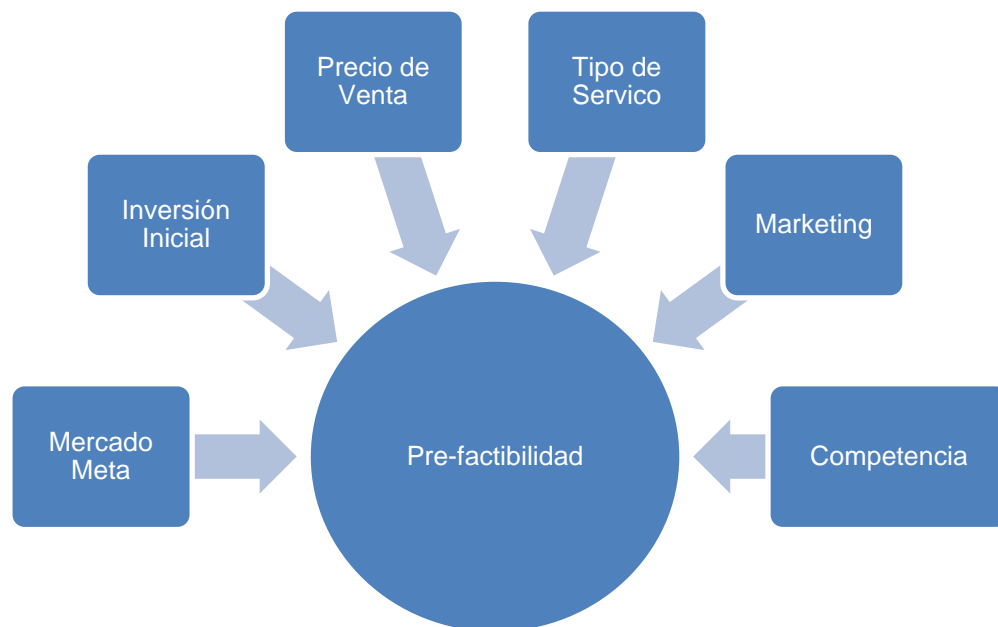 Precio de
Venta
Tipo de
Servico
Inversión
Inicial
Marketing
Mercado
Meta
Pre-factibilidad
Competencia